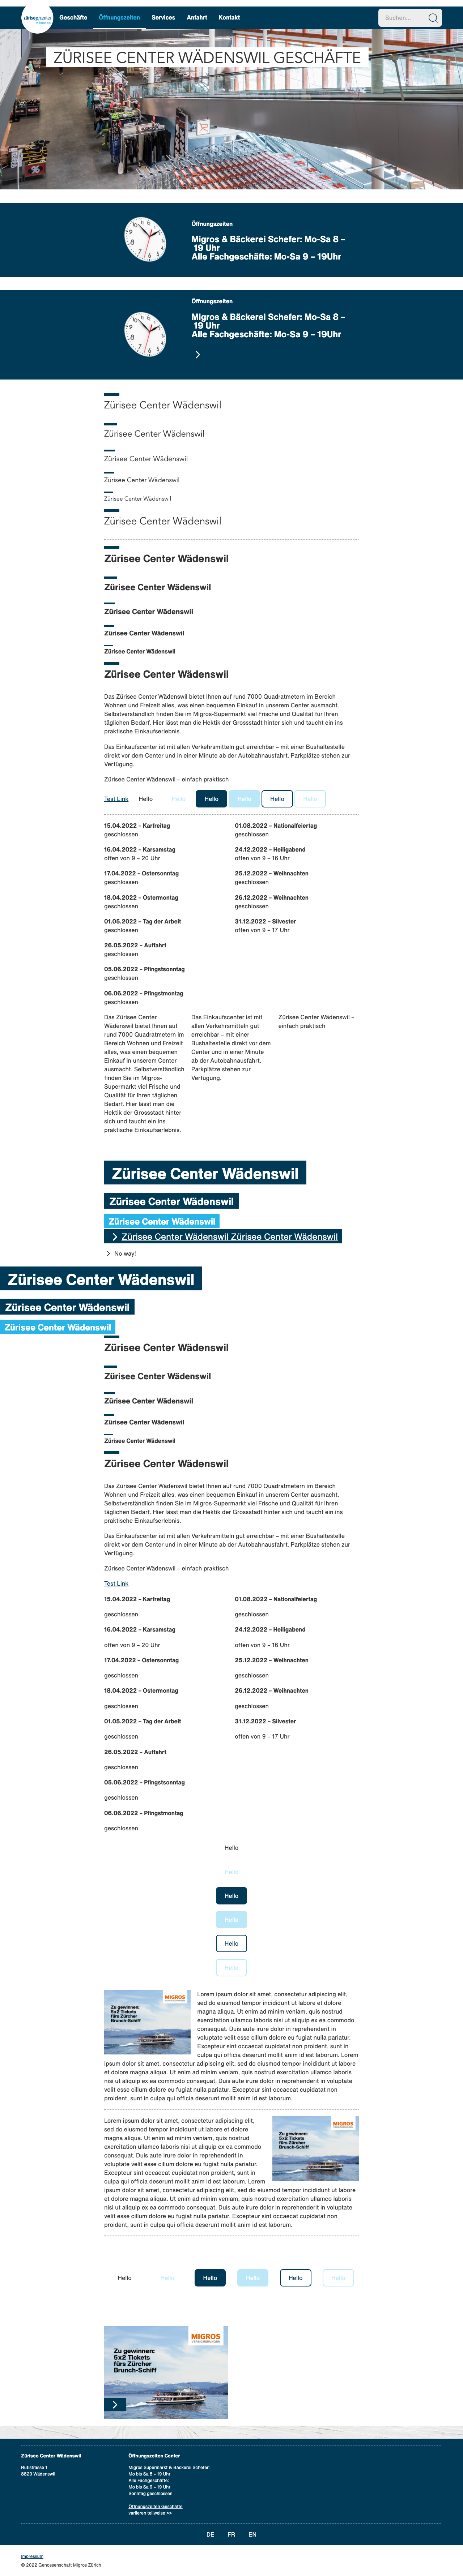 zürisee/center
Geschäfte
Öffnungszeiten
Services
Anfahrt
Kontakt
Suchen...
ZÜRISEE CENTER WÄDENSWIL GESCHÄFTE
Öffnungszeiten
Migros & Bäckerei Schefer: Mo-Sa 8 –
19 Uhr
Alle Fachgeschäfte: Mo-Sa 9 – 19Uhr
Öffnungszeiten
Migros & Bäckerei Schefer: Mo-Sa 8 –
19 Uhr
Alle Fachgeschäfte: Mo-Sa 9 – 19Uhr
Zürisee Center Wädenswil
Zürisee Center Wädenswil
Zürisee Center Wädenswil
Zürisee Center Wädenswil
Zürisee Center Wädenswil
Zürisee Center Wädenswil
Zürisee Center Wädenswil
Zürisee Center Wädenswil
Zürisee Center Wädenswil
Zürisee Center Wädenswil
Zürisee Center Wädenswil
Zürisee Center Wädenswil
Das Zürisee Center Wädenswil bietet Ihnen auf rund 7000 Quadratmetern im Bereich
Wohnen und Freizeit alles, was einen bequemen Einkauf in unserem Center ausmacht.
Selbstverständlich finden Sie im Migros-Supermarkt viel Frische und Qualität für Ihren
täglichen Bedarf. Hier lässt man die Hektik der Grossstadt hinter sich und taucht ein ins
praktische Einkaufserlebnis.
Das Einkaufscenter ist mit allen Verkehrsmitteln gut erreichbar – mit einer Bushaltestelle
direkt vor dem Center und in einer Minute ab der Autobahnausfahrt. Parkplätze stehen zur
Verfügung.
Zürisee Center Wädenswil – einfach praktisch
Test Link
Hello
Hello
Hello
Hello
Hello
Hello
15.04.2022 – Karfreitag
geschlossen
16.04.2022 – Karsamstag
offen von 9 – 20 Uhr
17.04.2022 – Ostersonntag
geschlossen
18.04.2022 – Ostermontag
geschlossen
01.05.2022 – Tag der Arbeit
geschlossen
26.05.2022 – Auffahrt
geschlossen
05.06.2022 – Pfingstsonntag
geschlossen
06.06.2022 – Pfingstmontag
geschlossen
01.08.2022 – Nationalfeiertag
geschlossen
24.12.2022 – Heiligabend
offen von 9 – 16 Uhr
25.12.2022 – Weihnachten
geschlossen
26.12.2022 – Weihnachten
geschlossen
31.12.2022 – Silvester
offen von 9 – 17 Uhr
Das Zürisee Center
Wädenswil bietet Ihnen auf
rund 7000 Quadratmetern im
Bereich Wohnen und Freizeit
alles, was einen bequemen
Einkauf in unserem Center
ausmacht. Selbstverständlich
finden Sie im Migros-
Supermarkt viel Frische und
Qualität für Ihren täglichen
Bedarf. Hier lässt man die
Hektik der Grossstadt hinter
sich und taucht ein ins
praktische Einkaufserlebnis.
Das Einkaufscenter ist mit
allen Verkehrsmitteln gut
erreichbar – mit einer
Bushaltestelle direkt vor dem
Center und in einer Minute
ab der Autobahnausfahrt.
Parkplätze stehen zur
Verfügung.
Zürisee Center Wädenswil –
einfach praktisch
Zürisee Center Wädenswil
Zürisee Center Wädenswil
Zürisee Center Wädenswil
Zürisee Center Wädenswil Zürisee Center Wädenswil
No way!
Zürisee Center Wädenswil
Zürisee Center Wädenswil
Zürisee Center Wädenswil
Zürisee Center Wädenswil
Zürisee Center Wädenswil
Zürisee Center Wädenswil
Zürisee Center Wädenswil
Zürisee Center Wädenswil
Zürisee Center Wädenswil
Das Zürisee Center Wädenswil bietet Ihnen auf rund 7000 Quadratmetern im Bereich
Wohnen und Freizeit alles, was einen bequemen Einkauf in unserem Center ausmacht.
Selbstverständlich finden Sie im Migros-Supermarkt viel Frische und Qualität für Ihren
täglichen Bedarf. Hier lässt man die Hektik der Grossstadt hinter sich und taucht ein ins
praktische Einkaufserlebnis.
Das Einkaufscenter ist mit allen Verkehrsmitteln gut erreichbar – mit einer Bushaltestelle
direkt vor dem Center und in einer Minute ab der Autobahnausfahrt. Parkplätze stehen zur
Verfügung.
Zürisee Center Wädenswil – einfach praktisch
Test Link
15.04.2022 – Karfreitag
geschlossen
16.04.2022 – Karsamstag
offen von 9 – 20 Uhr
17.04.2022 – Ostersonntag
geschlossen
18.04.2022 – Ostermontag
geschlossen
01.05.2022 – Tag der Arbeit
geschlossen
26.05.2022 – Auffahrt
geschlossen
05.06.2022 – Pfingstsonntag
geschlossen
06.06.2022 – Pfingstmontag
geschlossen
01.08.2022 – Nationalfeiertag
geschlossen
24.12.2022 – Heiligabend
offen von 9 – 16 Uhr
25.12.2022 – Weihnachten
geschlossen
26.12.2022 – Weihnachten
geschlossen
31.12.2022 – Silvester
offen von 9 – 17 Uhr
Hello
Hello
Hello
Hello
Hello
Hello
MIGROS
Zu gewinnen:
5x2 Tickets
fürs Zürcher
Brunch-Schiff
Lorem ipsum dolor sit amet, consectetur adipiscing elit,
sed do eiusmod tempor incididunt ut labore et dolore
magna aliqua. Ut enim ad minim veniam, quis nostrud
exercitation ullamco laboris nisi ut aliquip ex ea commodo
consequat. Duis aute irure dolor in reprehenderit in
voluptate velit esse cillum dolore eu fugiat nulla pariatur.
Excepteur sint occaecat cupidatat non proident, sunt in
culpa qui officia deserunt mollit anim id est laborum. Lorem
ipsum dolor sit amet, consectetur adipiscing elit, sed do eiusmod tempor incididunt ut labore
et dolore magna aliqua. Ut enim ad minim veniam, quis nostrud exercitation ullamco laboris
nisi ut aliquip ex ea commodo consequat. Duis aute irure dolor in reprehenderit in voluptate
velit esse cillum dolore eu fugiat nulla pariatur. Excepteur sint occaecat cupidatat non
proident, sunt in culpa qui officia deserunt mollit anim id est laborum.
Lorem ipsum dolor sit amet, consectetur adipiscing elit,
sed do eiusmod tempor incididunt ut labore et dolore
magna aliqua. Ut enim ad minim veniam, quis nostrud
exercitation ullamco laboris nisi ut aliquip ex ea commodo
consequat. Duis aute irure dolor in reprehenderit in
voluptate velit esse cillum dolore eu fugiat nulla pariatur.
Excepteur sint occaecat cupidatat non proident, sunt in
culpa qui officia deserunt mollit anim id est laborum. Lorem
ipsum dolor sit amet, consectetur adipiscing elit, sed do eiusmod tempor incididunt ut labore
et dolore magna aliqua. Ut enim ad minim veniam, quis nostrud exercitation ullamco laboris
nisi ut aliquip ex ea commodo consequat. Duis aute irure dolor in reprehenderit in voluptate
velit esse cillum dolore eu fugiat nulla pariatur. Excepteur sint occaecat cupidatat non
proident, sunt in culpa qui officia deserunt mollit anim id est laborum.
MIGROS
Zu gewinnen:
5x2 Tickets
fürs Zürcher
Brunch-Schiff
Hello
Hello
Hello
Hello
Hello
Hello
MIGROS
Zu gewinnen:
5x2 Tickets
fürs Zürcher
Brunch-Schiff
Zürisee Center Wädenswil
Rütistrasse 1
8820 Wädenswil
Öffnungszeiten Center
Migros Supermarkt & Bäckerei Schefer:
Mo bis Sa 8 – 19 Uhr
Alle Fachgeschäfte:
Mo bis Sa 9 – 19 Uhr
Sonntag geschlossen
Öffnungszeiten Geschäfte
variieren teilweise >>
DE
FR
EN
Impressum
© 2022 Genossenschaft Migros Zürich